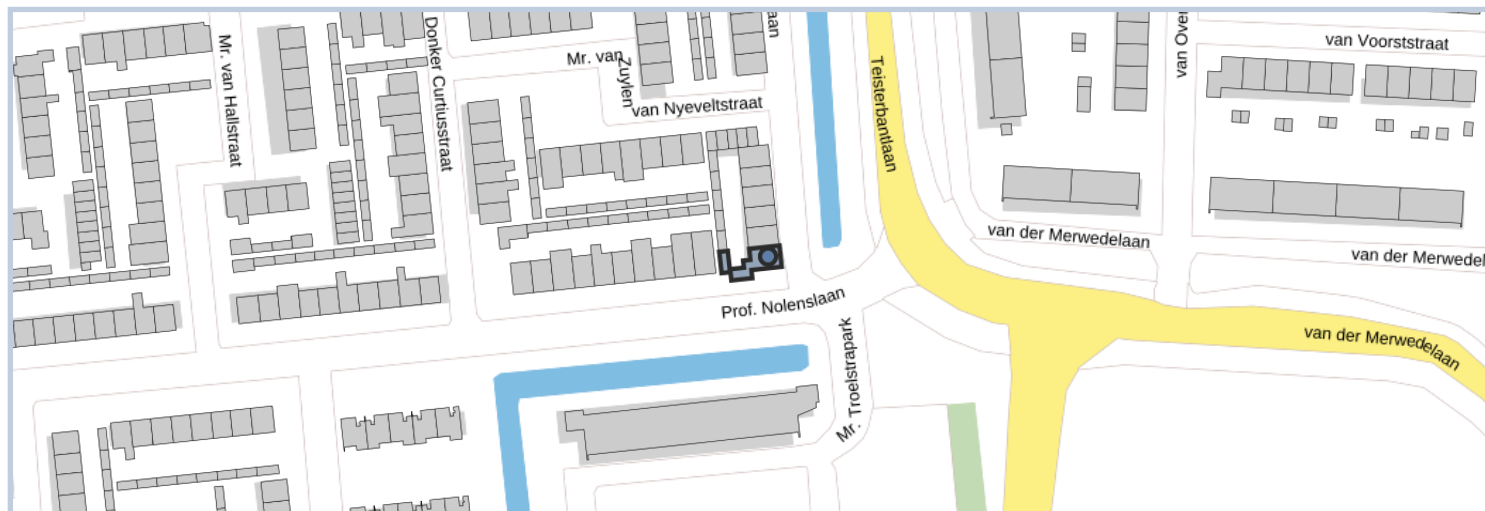 Mr. van Hallstraat
Donker Curtiusstraat
Mr. van
Zuylen
van Nyeveltstraat
laan
Teisterbantlaan
van Over
van Voorststraat
van der Merwedelaan
van der Merwedel
Prof. Nolenslaan
Mr. Troelstrapark
van der Merwedelaan